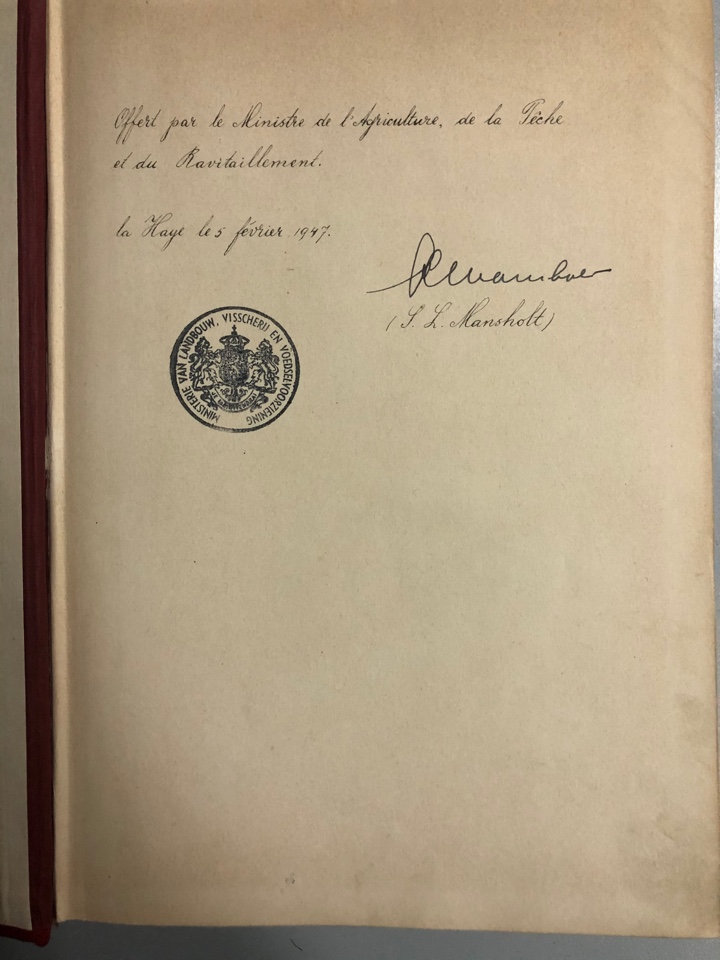 Offert par le Ministre de l'Agriculture, de la Pêche
et du Ravitaillement.
la Haye le 5 février 1947.
(S. L. Mansholt)
MINISTERIE VAN LANDBOUW, VISSCHERIJ EN VOEDSELVOORZIENING